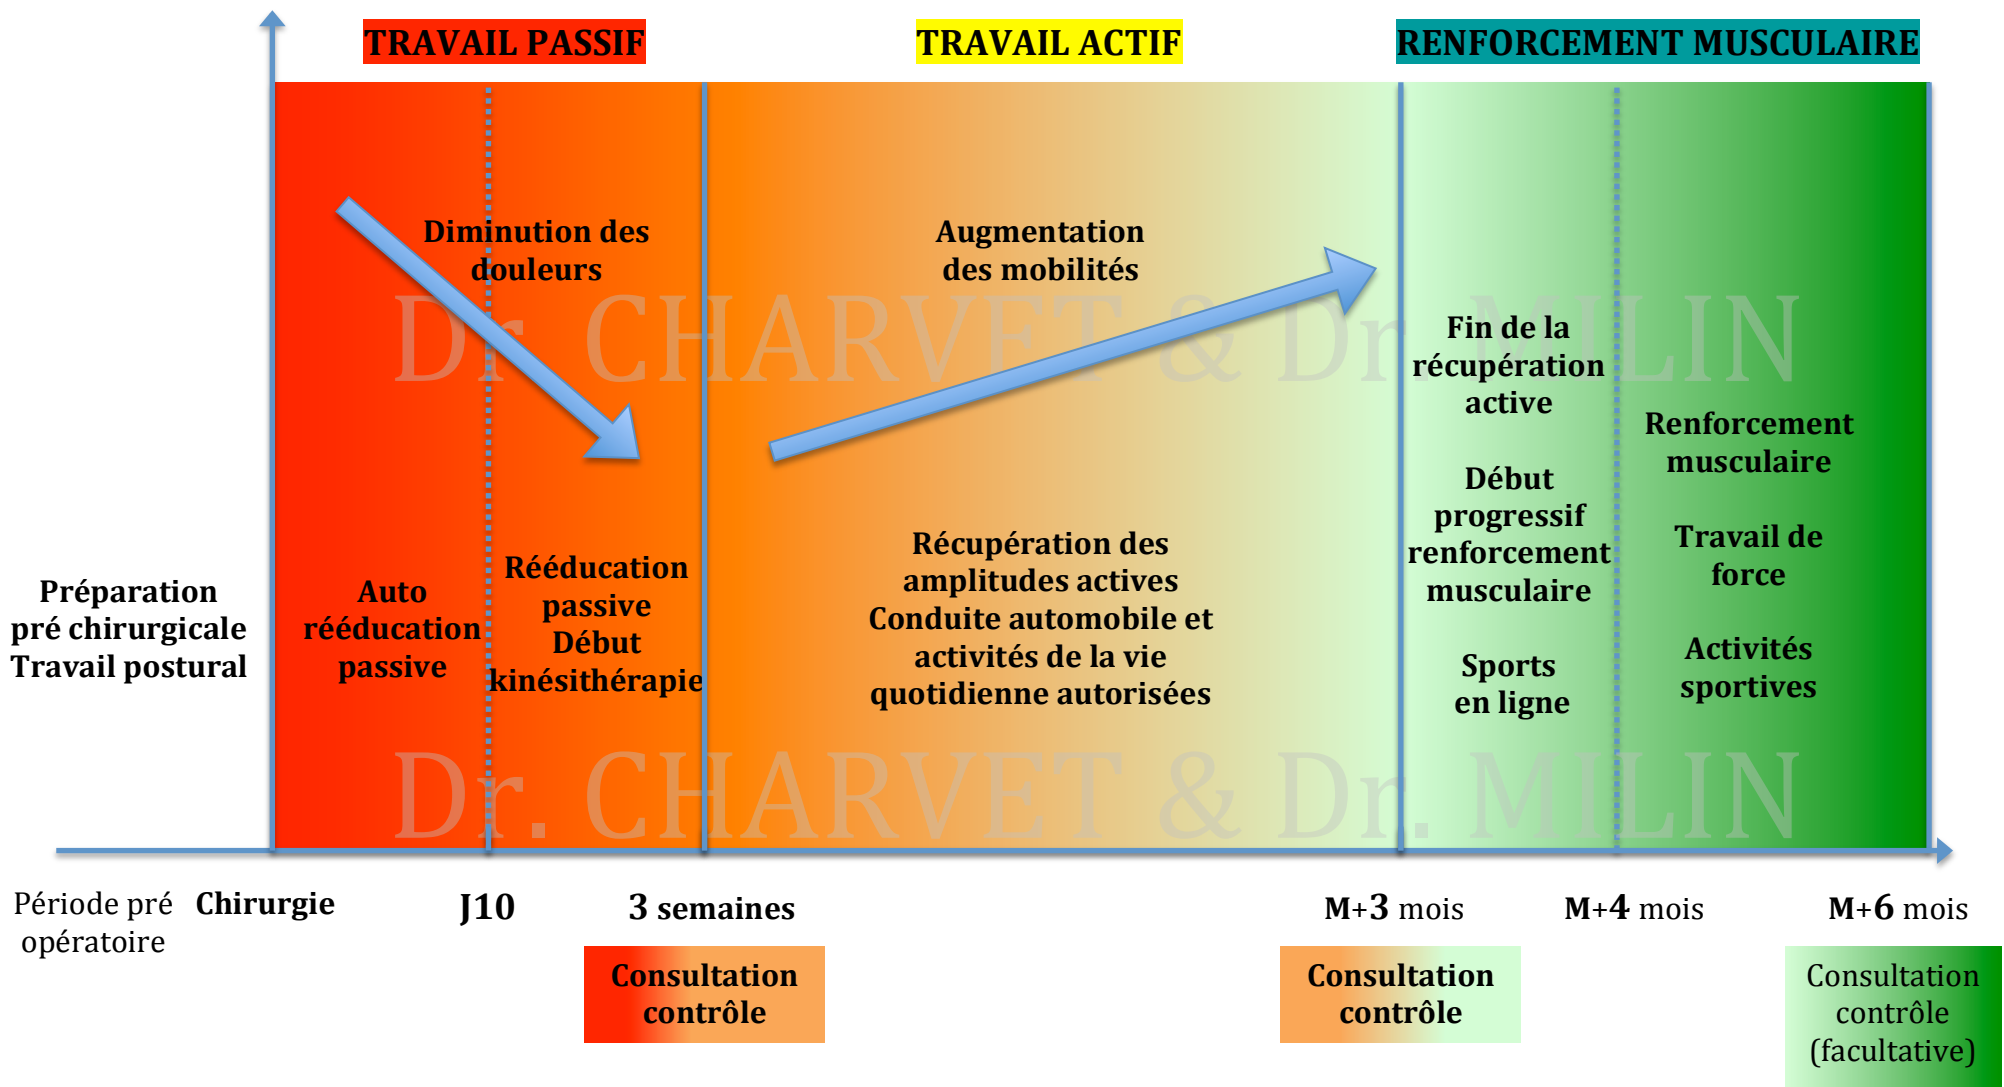 TRAVAIL PASSIF
TRAVAIL ACTIF
RENFORCEMENT MUSCULAIRE
Diminution des
douleurs
Augmentation
des mobilités
Dr. CHARVET & Dr. MILIN
Préparation
pré chirurgicale
Travail postural
Auto
rééducation
passive
Rééducation
passive
Début
kinésithérapie
Récupération des
amplitudes actives
Conduite automobile et
activités de la vie
quotidienne autorisées
Fin de la
récupération
active
Début
progressif
renforcement
musculaire
Sports
en ligne
Renforcement
musculaire
Travail de
force
Activités
sportives
Dr. CHARVET & Dr. MILIN
Période pré
opératoire
Chirurgie
J10
3 semaines
M+3 mois
M+4 mois
M+6 mois
Consultation
contrôle
Consultation
contrôle
Consultation
contrôle
(facultative)